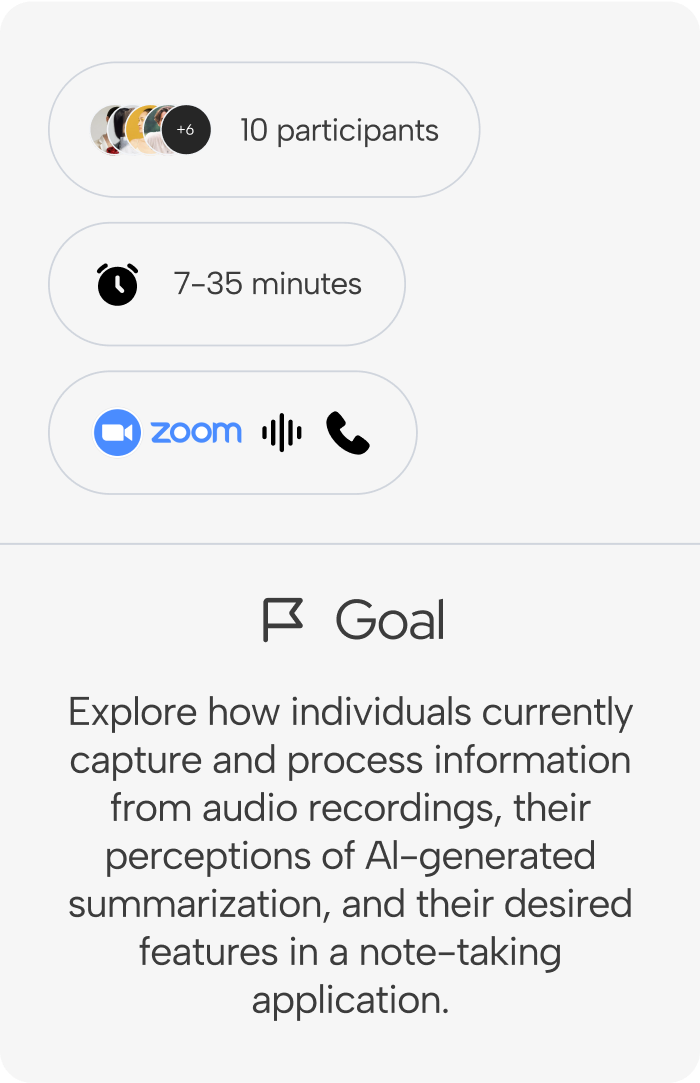 +6
10 participants
7–35 minutes
zoom
Goal
Explore how individuals currently
capture and process information
from audio recordings, their
perceptions of AI-generated
summarization, and their desired
features in a note-taking
application.